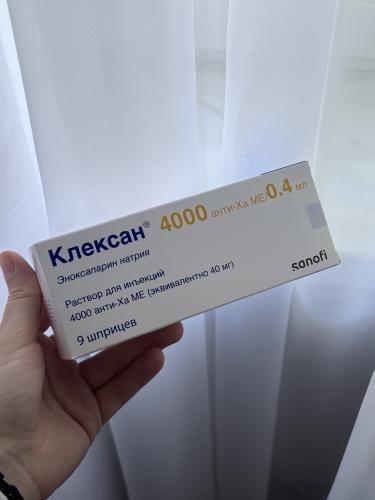 Клексан® 4000 анти-Ха МЕ/0.4 мл
Эноксапарин натрия
Раствор для инъекций
4000 анти-Ха МЕ (эквивалентно 40 мг)
9 шприцев
sanofi